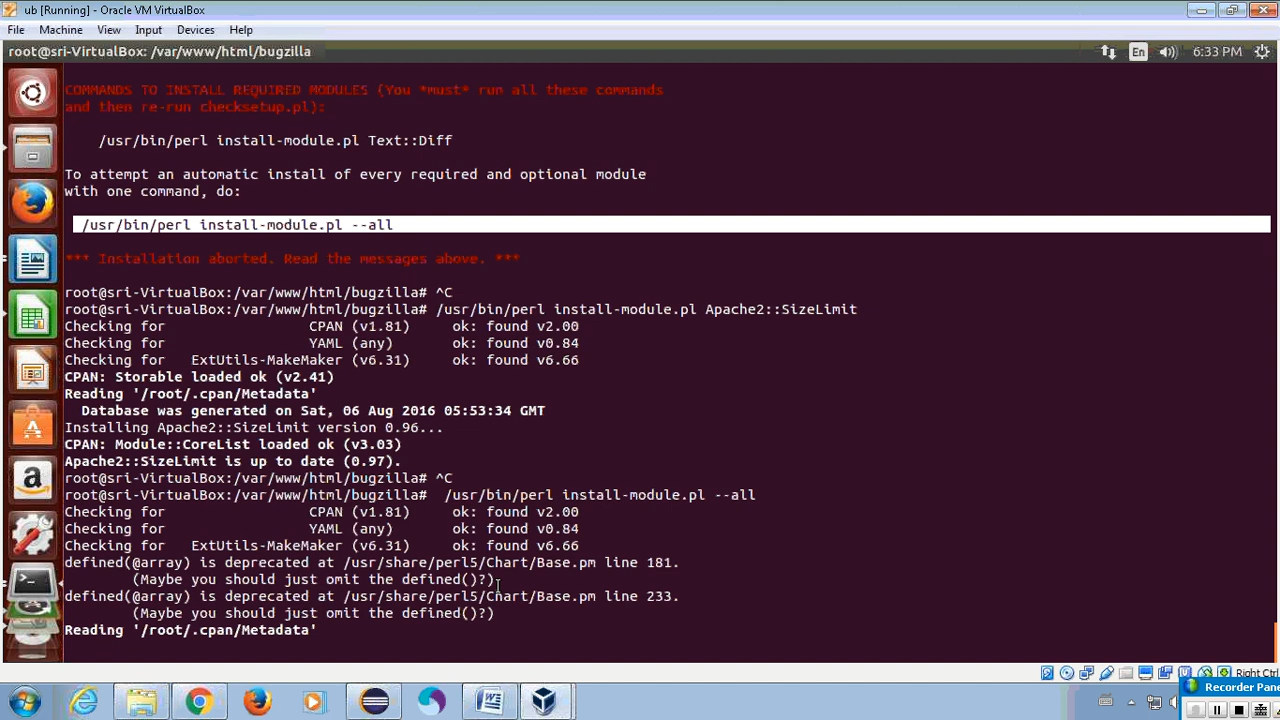 ub [Running] - Oracle VM VirtualBox
File Machine View Input Devices Help
root@sri-VirtualBox: /var/www/html/bugzilla
En
6:33 PM
COMMANDS TO INSTALL REQUIRED MODULES (You *must* run all these commands
and then re-run checksetup.pl):
/usr/bin/perl install-module.pl Text::Diff
To attempt an automatic install of every required and optional module
with one command, do:
/usr/bin/perl install-module.pl --all
*** Installation aborted. Read the messages above. ***
root@sri-VirtualBox:/var/www/html/bugzilla# ^C
root@sri-VirtualBox:/var/www/html/bugzilla# /usr/bin/perl install-module.pl Apache2::SizeLimit
Checking for CPAN (v1.81) ok: found v2.00
Checking for YAML (any) ok: found v0.84
Checking for ExtUtils-MakeMaker (v6.31) ok: found v6.66
CPAN: Storable loaded ok (v2.41)
Reading '/root/.cpan/Metadata'
Database was generated on Sat, 06 Aug 2016 05:53:34 GMT
Installing Apache2::SizeLimit version 0.96...
CPAN: Module::CoreList loaded ok (v3.03)
Apache2::SizeLimit is up to date (0.97).
root@sri-VirtualBox:/var/www/html/bugzilla# ^C
root@sri-VirtualBox:/var/www/html/bugzilla# /usr/bin/perl install-module.pl --all
Checking for CPAN (v1.81) ok: found v2.00
Checking for YAML (any) ok: found v0.84
Checking for ExtUtils-MakeMaker (v6.31) ok: found v6.66
defined(@array) is deprecated at /usr/share/perl5/Chart/Base.pm line 181.
(Maybe you should just omit the defined()?)
defined(@array) is deprecated at /usr/share/perl5/Chart/Base.pm line 233.
(Maybe you should just omit the defined()?)
Reading '/root/.cpan/Metadata'
Right Ctrl
Recorder Pane